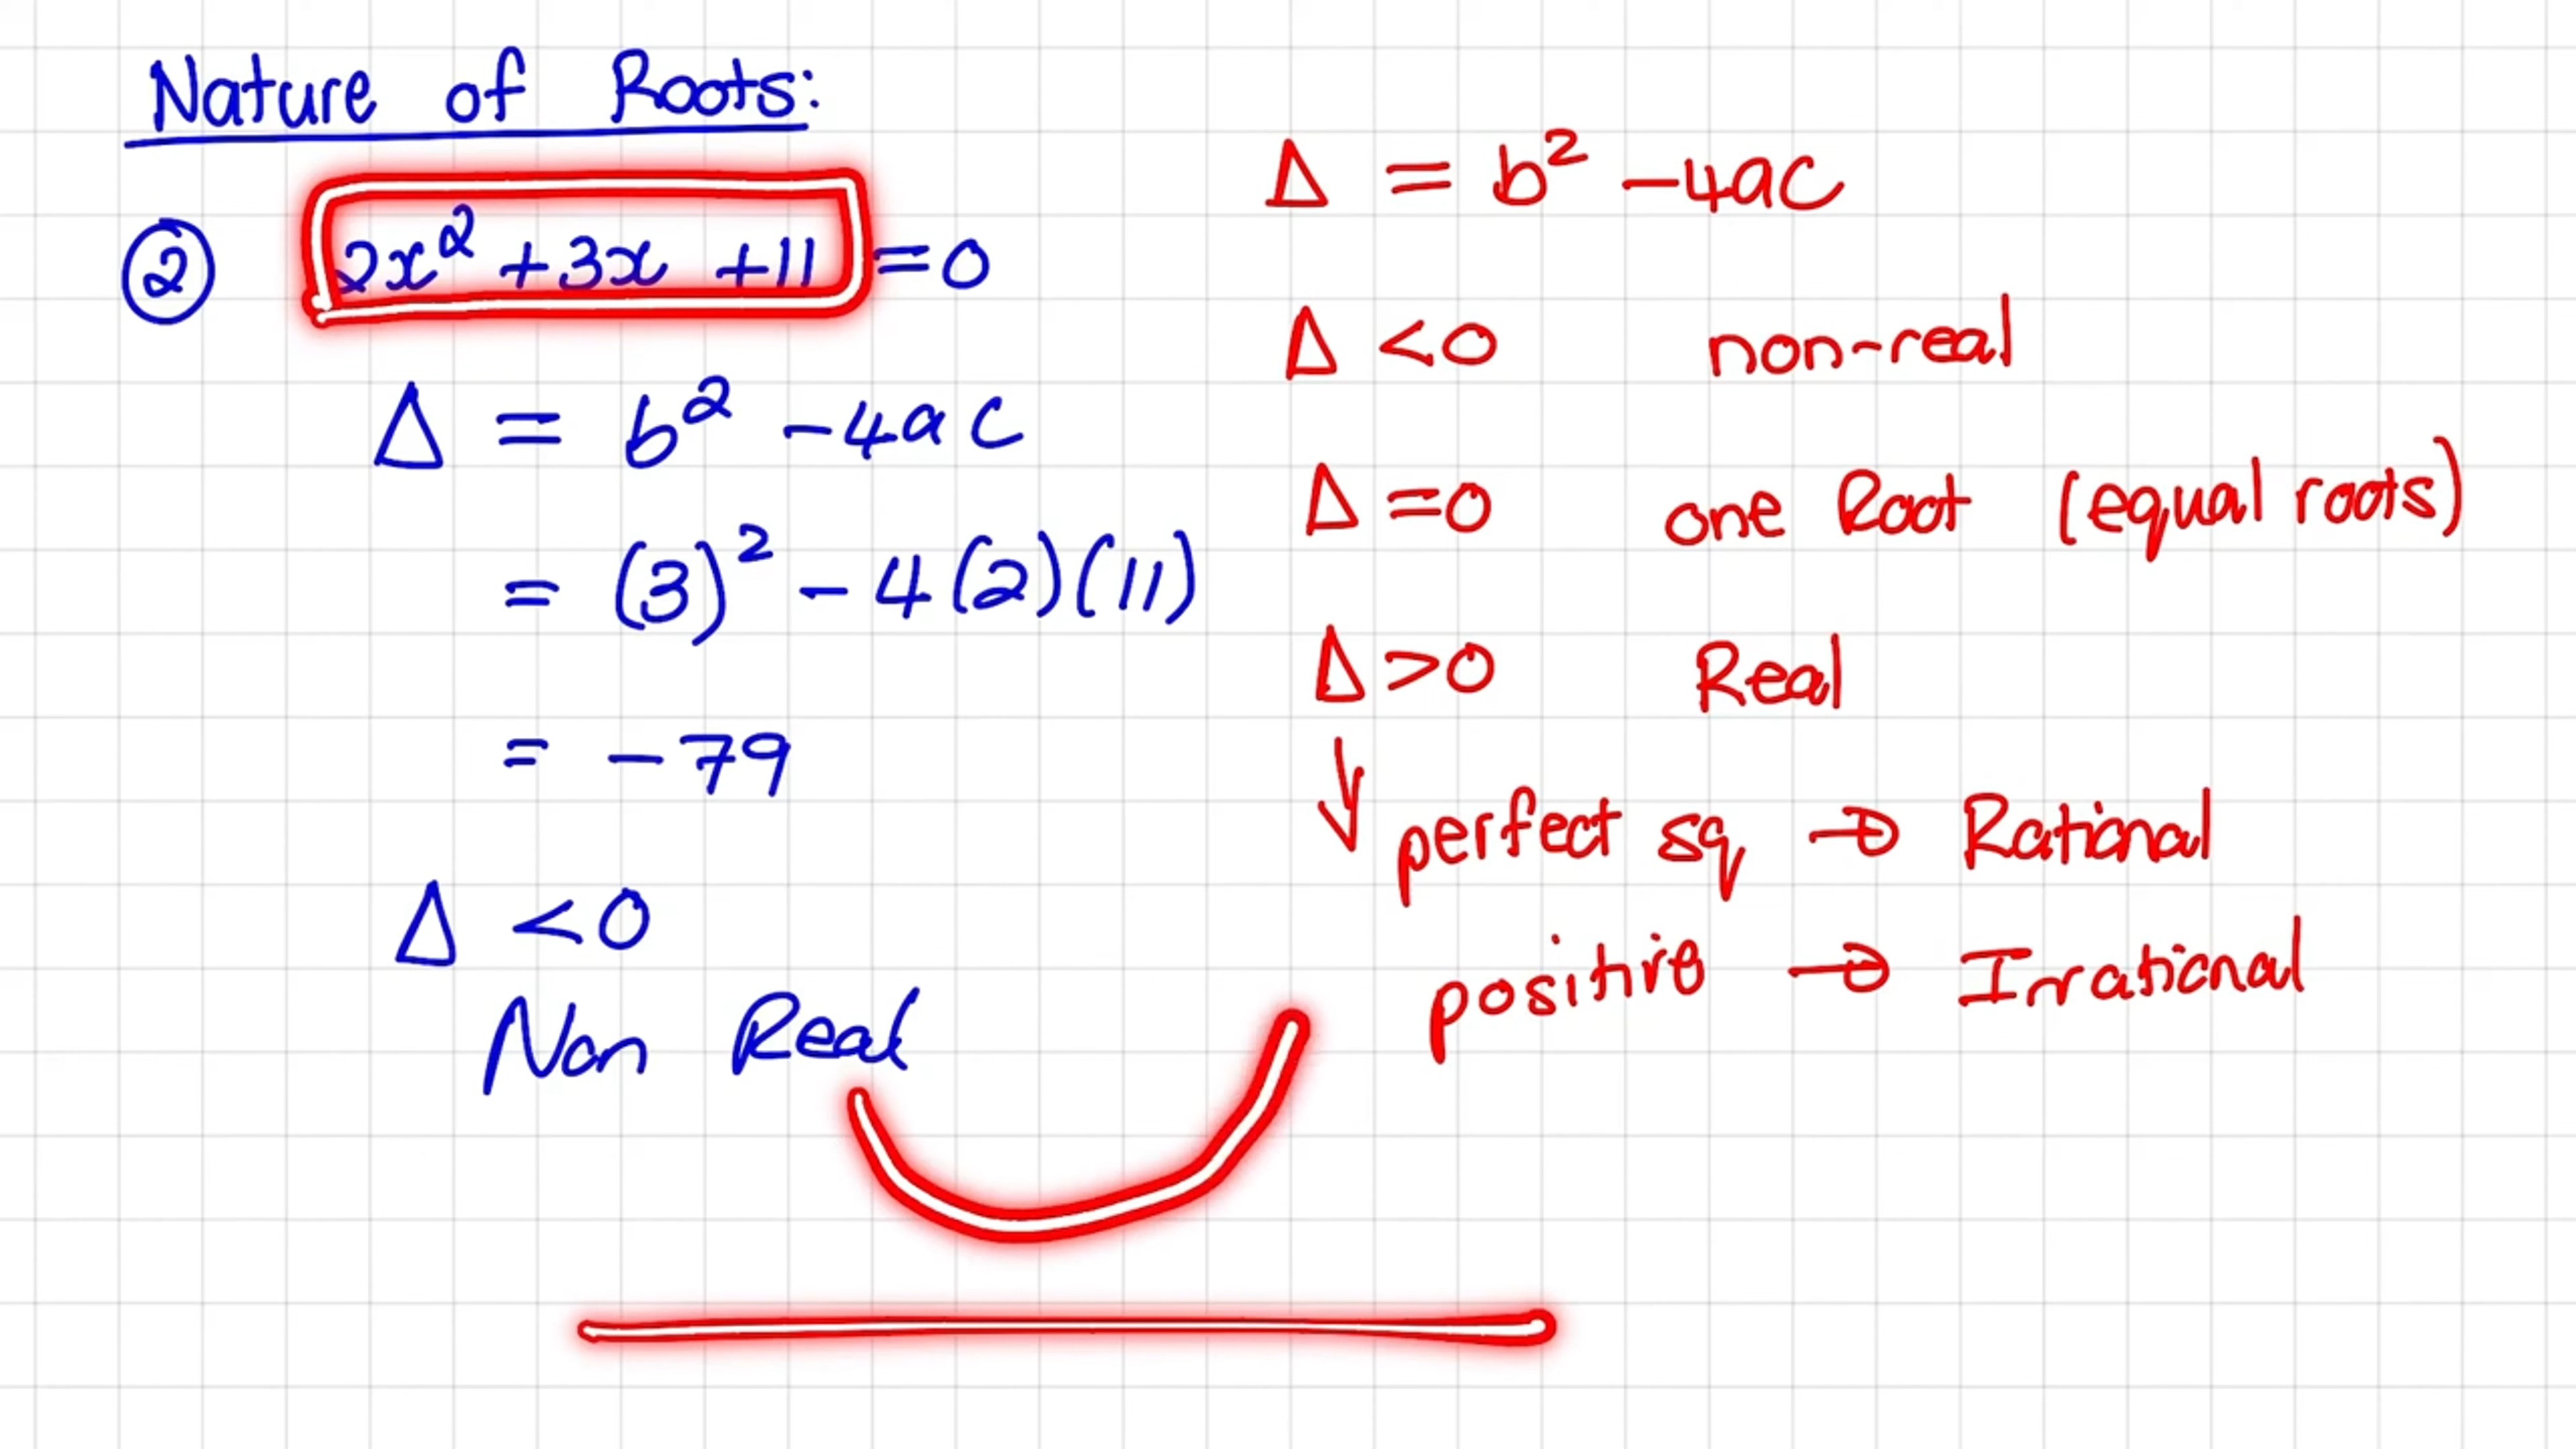 Nature of Roots:
② 2x² +3x +11 =0
Δ = b² -4ac
= (3)² - 4(2)(11)
= -79
Δ <0
Non Real
Δ = b² -4ac
Δ <0 non-real
Δ =0 one Root (equal roots)
Δ >0 Real
↓ perfect sq → Rational
positive → Irrational